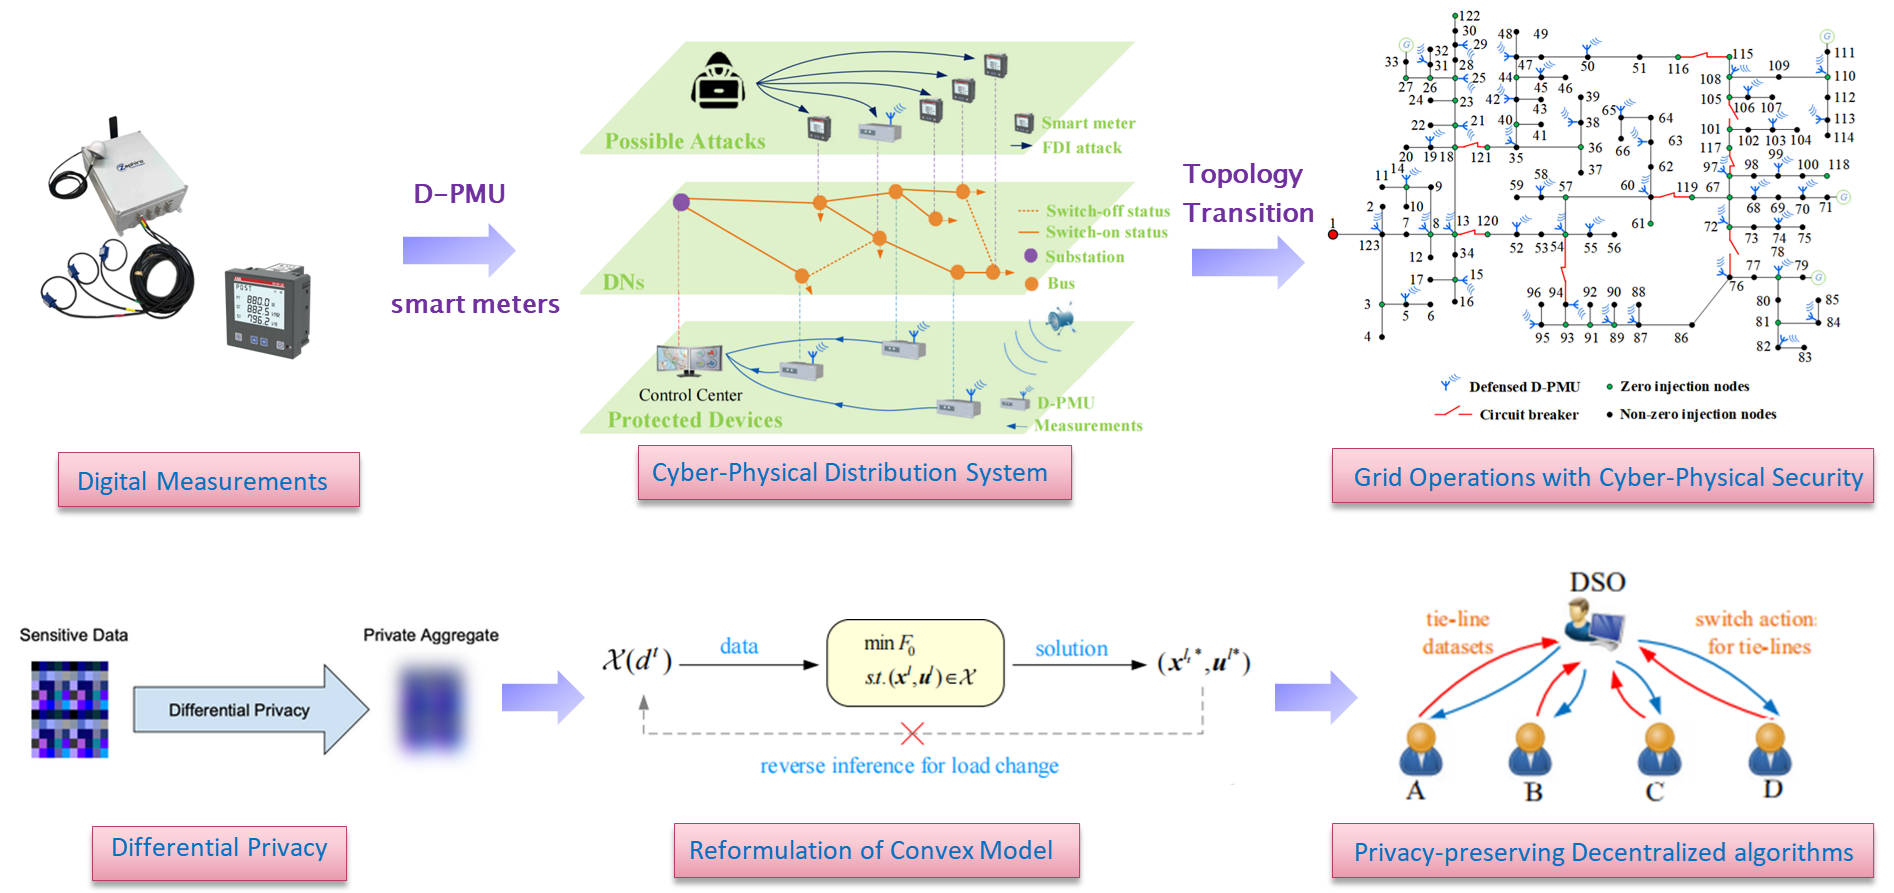 D-PMU
smart meters
Digital Measurements
Possible Attacks
Smart meter
FDI attack
DNs
Switch-off status
Switch-on status
Substation
Bus
Control Center
Protected Devices
D-PMU
Measurements
Cyber-Physical Distribution System
Topology
Transition
122
30
29
28
25
23
21
18
32
31
33
27
26
24
22
20
19
121
14
11
9
10
2
1
123
7
8
13
120
12
34
17
15
16
3
5
6
4
48
49
47
50
51
116
115
44
45
46
42
43
39
40
41
38
35
36
37
65
64
66
63
62
58
59
57
60
61
119
67
52
53
54
55
56
94
92
90
88
96
95
93
91
89
87
86
108
109
111
110
105
106
107
112
113
114
101
102
103
104
117
97
98
99
100
118
68
69
70
71
72
73
74
75
78
77
79
76
80
85
81
84
82
83
G
G
G
G
Defensed D-PMU
Zero injection nodes
Circuit breaker
Non-zero injection nodes
Grid Operations with Cyber-Physical Security
Sensitive Data
Private Aggregate
Differential Privacy
Differential Privacy
X(dᵗ)
data
min F₀
s.t.(xˡ,uˡ)∈X
solution
reverse inference for load change
Reformulation of Convex Model
DSO
tie-line
datasets
switch action
for tie-lines
A
B
C
D
Privacy-preserving Decentralized algorithms